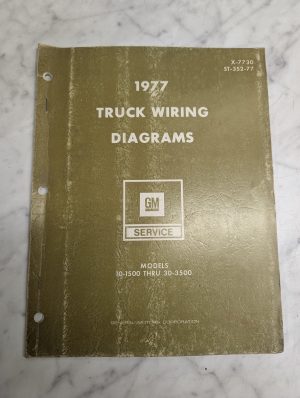 X-7730
ST-352-77
1977
TRUCK WIRING
DIAGRAMS
GM
SERVICE
MODELS
10-1500 THRU 30-3500
GENERAL MOTORS CORPORATION